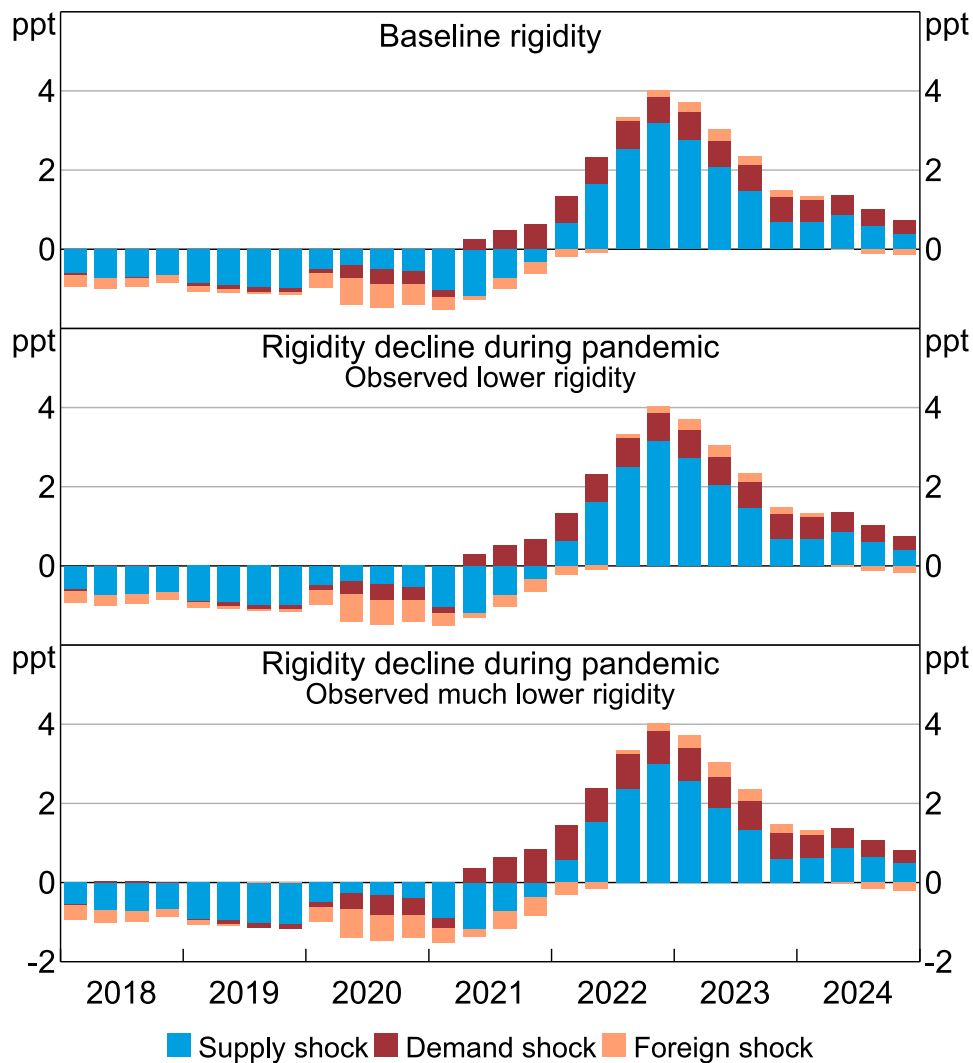 ppt ppt
Baseline rigidity
4 4
2 2
0 0
ppt ppt
Rigidity decline during pandemic
Observed lower rigidity
4 4
2 2
0 0
ppt ppt
Rigidity decline during pandemic
Observed much lower rigidity
4 4
2 2
0 0
-2 -2
2018 2019 2020 2021 2022 2023 2024
Supply shock Demand shock Foreign shock